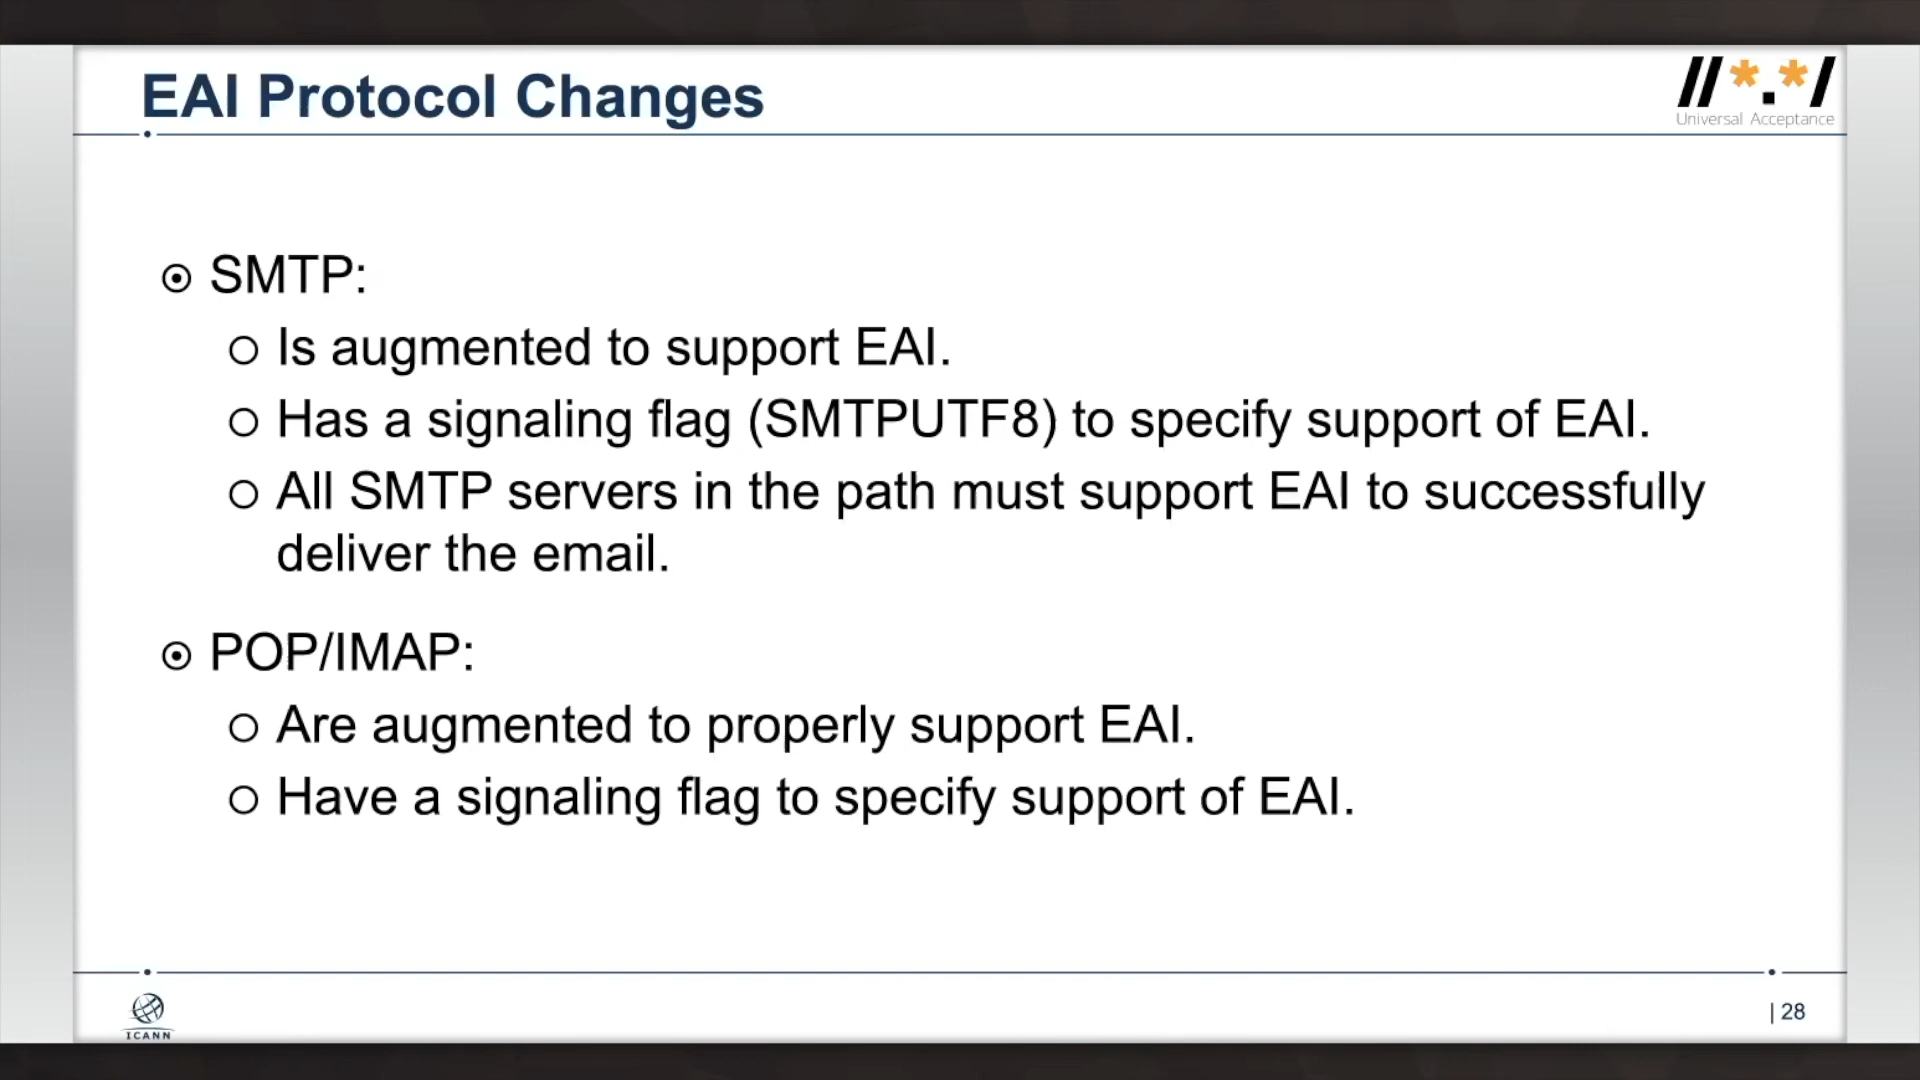 EAI Protocol Changes
//*.*/
Universal Acceptance
SMTP:
Is augmented to support EAI.
Has a signaling flag (SMTPUTF8) to specify support of EAI.
All SMTP servers in the path must support EAI to successfully
deliver the email.
POP/IMAP:
Are augmented to properly support EAI.
Have a signaling flag to specify support of EAI.
ICANN
| 28